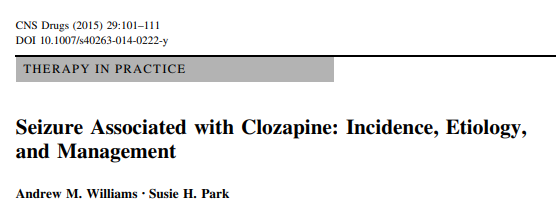 CNS Drugs (2015) 29:101–111
DOI 10.1007/s40263-014-0222-y
THERAPY IN PRACTICE
Seizure Associated with Clozapine: Incidence, Etiology,
and Management
Andrew M. Williams · Susie H. Park